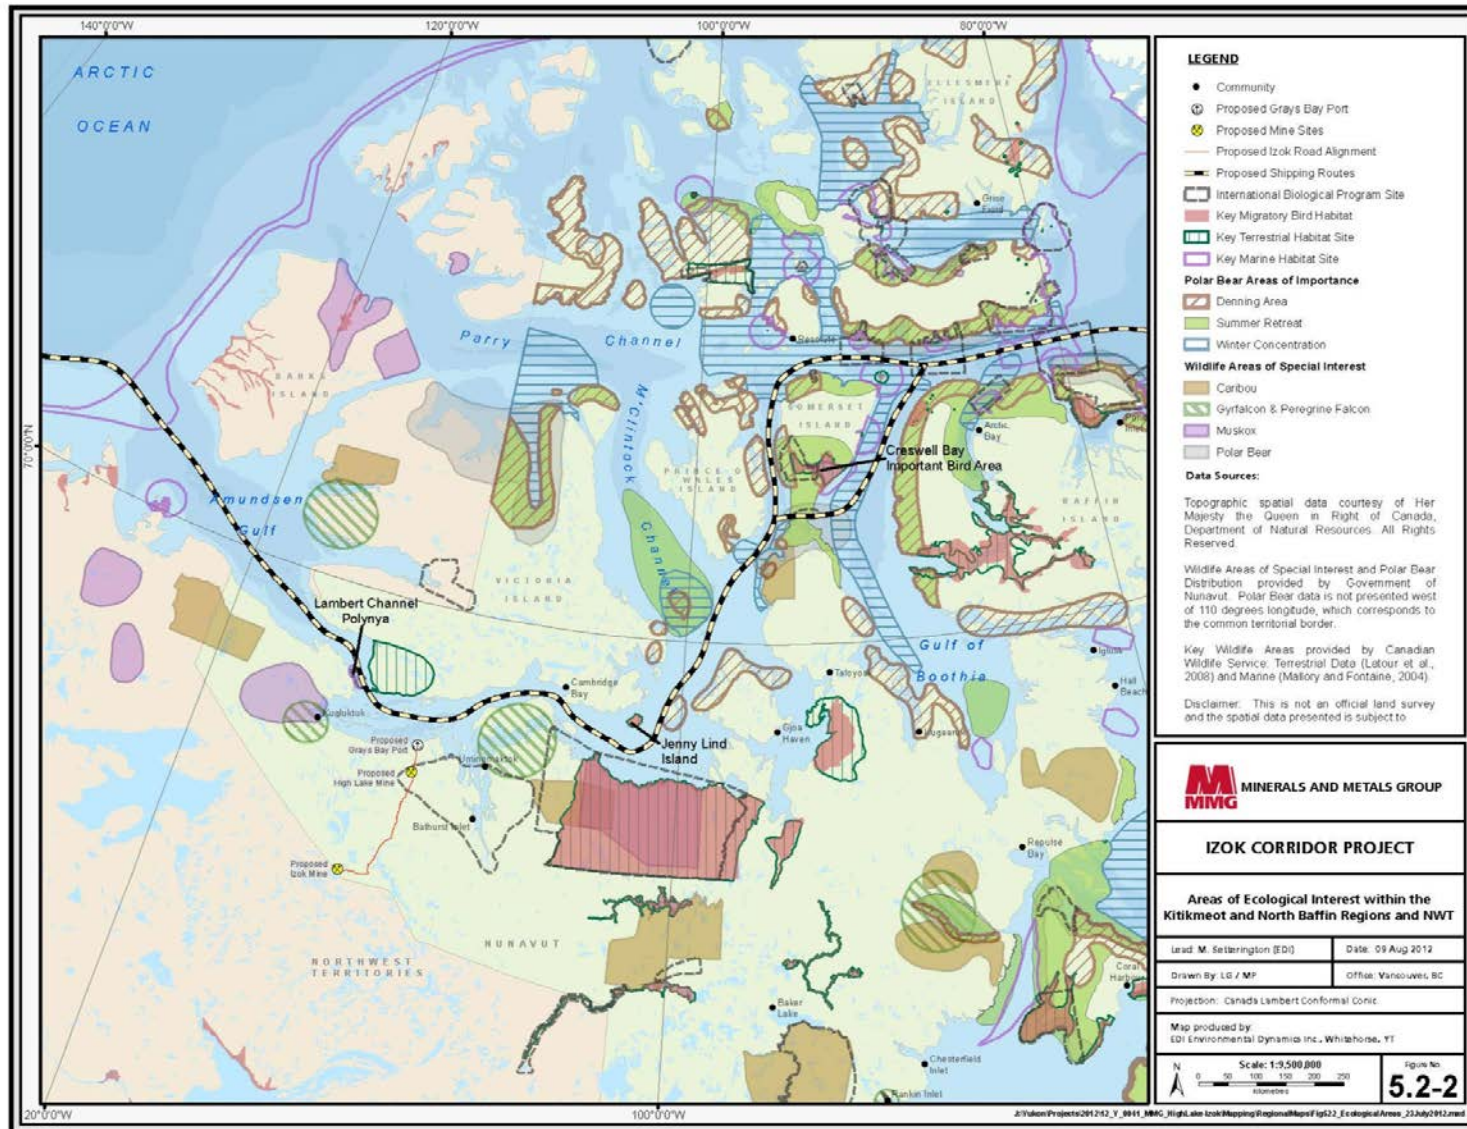 140°0'0"W
120°0'0"W
100°0'0"W
80°0'0"W
ARCTIC
OCEAN
ELLESMERE
ISLAND
Grise
Fiord
Parry Channel
Resolute
BANKS
ISLAND
M'Clintock
Channel
SOMERSET
ISLAND
Arctic
Bay
Creswell Bay
Important Bird Area
PRINCE O
WALES
ISLAND
BAFFIN
ISLAND
70°0'0"N
Amundsen
Gulf
VICTORIA
ISLAND
Lambert Channel
Polynya
Gulf of
Boothia
Igloolik
Hall
Beach
Taloyoak
Cambridge
Bay
Kugluktuk
Gjoa
Haven
Kugaaruk
Jenny Lind
Island
Proposed
Grays Bay Port
Umingmaktok
Proposed
High Lake Mine
Bathurst Inlet
Proposed
Izok Mine
Repulse
Bay
NUNAVUT
NORTHWEST
TERRITORIES
Coral
Harbour
Baker
Lake
Chesterfield
Inlet
Rankin Inlet
20°0'0"W
100°0'0"W
LEGEND
Community
Proposed Grays Bay Port
Proposed Mine Sites
Proposed Izok Road Alignment
Proposed Shipping Routes
International Biological Program Site
Key Migratory Bird Habitat
Key Terrestrial Habitat Site
Key Marine Habitat Site
Polar Bear Areas of Importance
Denning Area
Summer Retreat
Winter Concentration
Wildlife Areas of Special Interest
Caribou
Gyrfalcon & Peregrine Falcon
Muskox
Polar Bear
Data Sources:
Topographic spatial data courtesy of Her
Majesty the Queen in Right of Canada,
Department of Natural Resources. All Rights
Reserved.
Wildlife Areas of Special Interest and Polar Bear
Distribution provided by Government of
Nunavut. Polar Bear data is not presented west
of 110 degrees longitude, which corresponds to
the common territorial border.
Key Wildlife Areas provided by Canadian
Wildlife Service: Terrestrial Data (Latour et al.,
2008) and Marine (Mallory and Fontaine, 2004).
Disclaimer: This is not an official land survey
and the spatial data presented is subject to
MMG MINERALS AND METALS GROUP
IZOK CORRIDOR PROJECT
Areas of Ecological Interest within the
Kitikmeot and North Baffin Regions and NWT
Lead: M. Setterington (EDI)
Date: 09 Aug 2012
Drawn By: LG / MP
Office: Vancouver, BC
Projection: Canada Lambert Conformal Conic
Map produced by:
EDI Environmental Dynamics Inc., Whitehorse, YT
N
Scale: 1:9,500,000
0 50 100 150 200 250
Kilometres
Figure No.
5.2-2